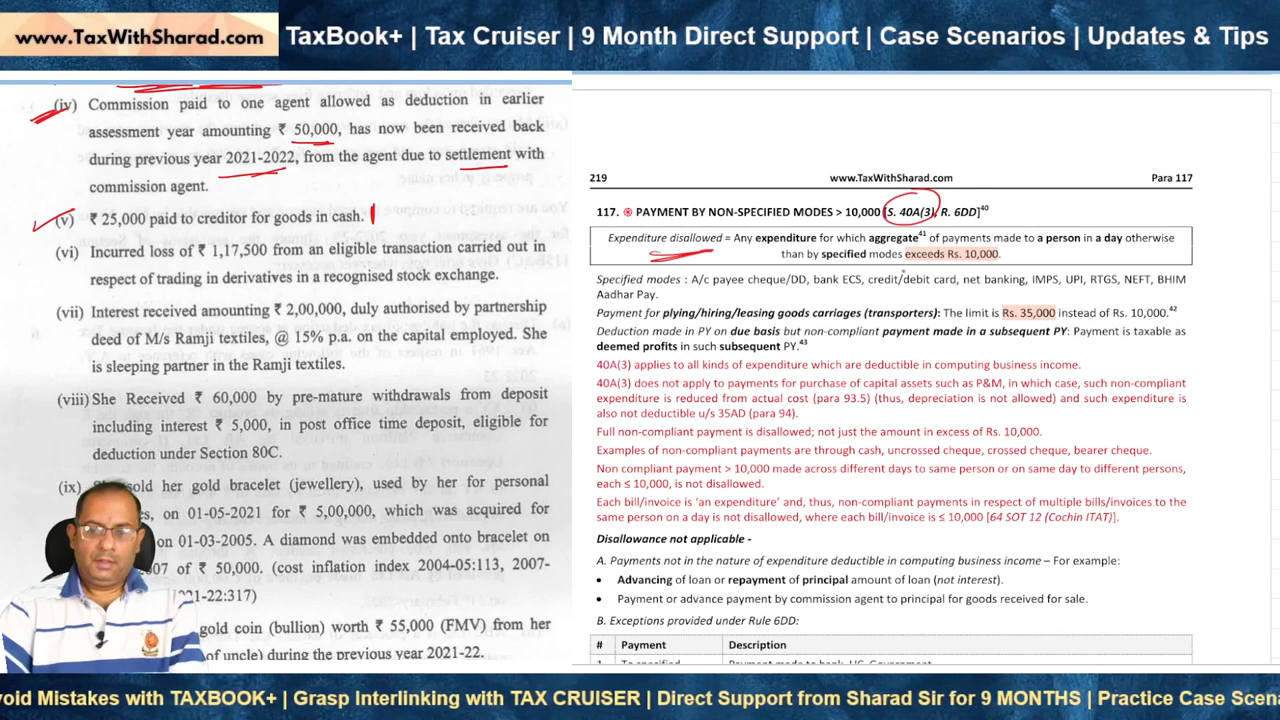 www.TaxWithSharad.com
TaxBook+ | Tax Cruiser | 9 Month Direct Support | Case Scenarios | Updates & Tips
(iv) Commission paid to one agent allowed as deduction in earlier
assessment year amounting ₹ 50,000, has now been received back
during previous year 2021-2022, from the agent due to settlement with
commission agent.
(v) ₹ 25,000 paid to creditor for goods in cash.
(vi) Incurred loss of ₹ 1,17,500 from an eligible transaction carried out in
respect of trading in derivatives in a recognised stock exchange.
(vii) Interest received amounting ₹ 2,00,000, duly authorised by partnership
deed of M/s Ramji textiles, @ 15% p.a. on the capital employed. She
is sleeping partner in the Ramji textiles.
(viii) She Received ₹ 60,000 by pre-mature withdrawals from deposit
including interest ₹ 5,000, in post office time deposit, eligible for
deduction under Section 80C.
(ix) sold her gold bracelet (jewellery), used by her for personal
on 01-05-2021 for ₹ 5,00,000, which was acquired for
on 01-03-2005. A diamond was embedded onto bracelet on
of ₹ 50,000. (cost inflation index 2004-05:113, 2007-
gold coin (bullion) worth ₹ 55,000 (FMV) from her
of uncle) during the previous year 2021-22.
219 www.TaxWithSharad.com Para 117
117. PAYMENT BY NON-SPECIFIED MODES > 10,000 [S. 40A(3), R. 6DD]40
Expenditure disallowed = Any expenditure for which aggregate41 of payments made to a person in a day otherwise
than by specified modes exceeds Rs. 10,000.
Specified modes : A/c payee cheque/DD, bank ECS, credit/debit card, net banking, IMPS, UPI, RTGS, NEFT, BHIM
Aadhar Pay.
Payment for plying/hiring/leasing goods carriages (transporters): The limit is Rs. 35,000 instead of Rs. 10,000.42
Deduction made in PY on due basis but non-compliant payment made in a subsequent PY: Payment is taxable as
deemed profits in such subsequent PY.43
40A(3) applies to all kinds of expenditure which are deductible in computing business income.
40A(3) does not apply to payments for purchase of capital assets such as P&M, in which case, such non-compliant
expenditure is reduced from actual cost (para 93.5) (thus, depreciation is not allowed) and such expenditure is
also not deductible u/s 35AD (para 94).
Full non-compliant payment is disallowed; not just the amount in excess of Rs. 10,000.
Examples of non-compliant payments are through cash, uncrossed cheque, crossed cheque, bearer cheque.
Non compliant payment > 10,000 made across different days to same person or on same day to different persons,
each ≤ 10,000, is not disallowed.
Each bill/invoice is ‘an expenditure’ and, thus, non-compliant payments in respect of multiple bills/invoices to the
same person on a day is not disallowed, where each bill/invoice is ≤ 10,000 [64 SOT 12 (Cochin ITAT)].
Disallowance not applicable -
A. Payments not in the nature of expenditure deductible in computing business income – For example:
• Advancing of loan or repayment of principal amount of loan (not interest).
• Payment or advance payment by commission agent to principal for goods received for sale.
B. Exceptions provided under Rule 6DD:
# Payment Description
void Mistakes with TAXBOOK+ | Grasp Interlinking with TAX CRUISER | Direct Support from Sharad Sir for 9 MONTHS | Practice Case Scen